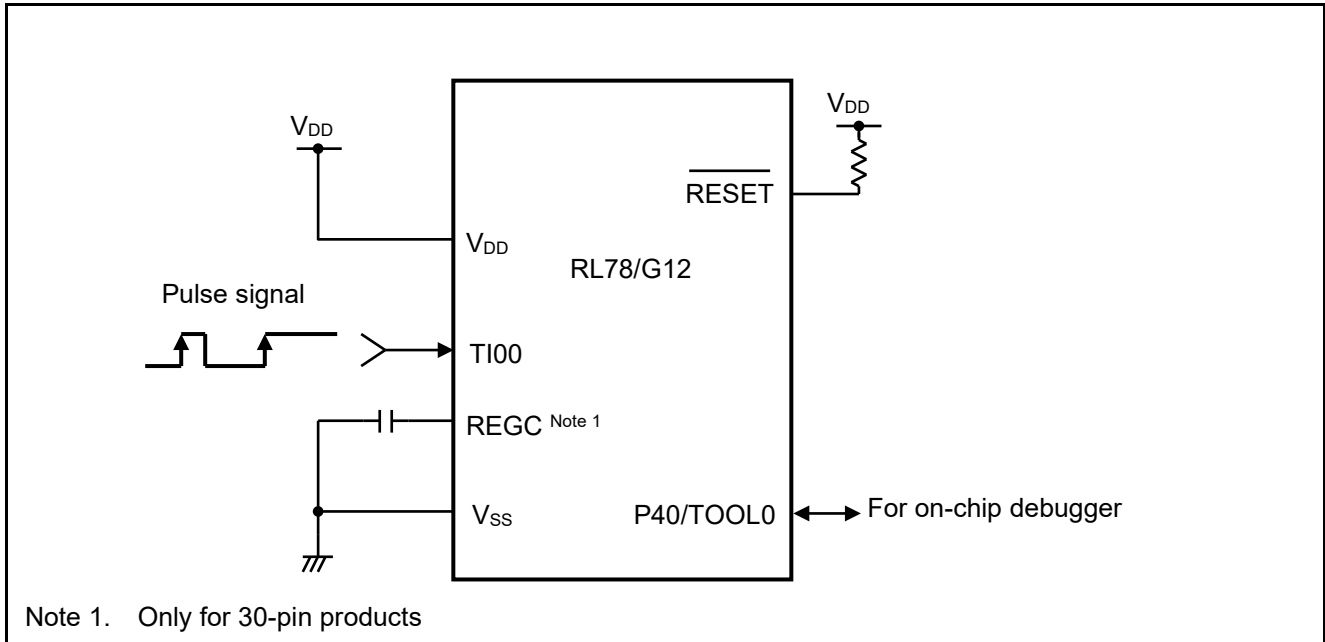 VDD
VDD
RESET
VDD
RL78/G12
Pulse signal
TI00
REGC Note 1
VSS
P40/TOOL0
For on-chip debugger
Note 1. Only for 30-pin products